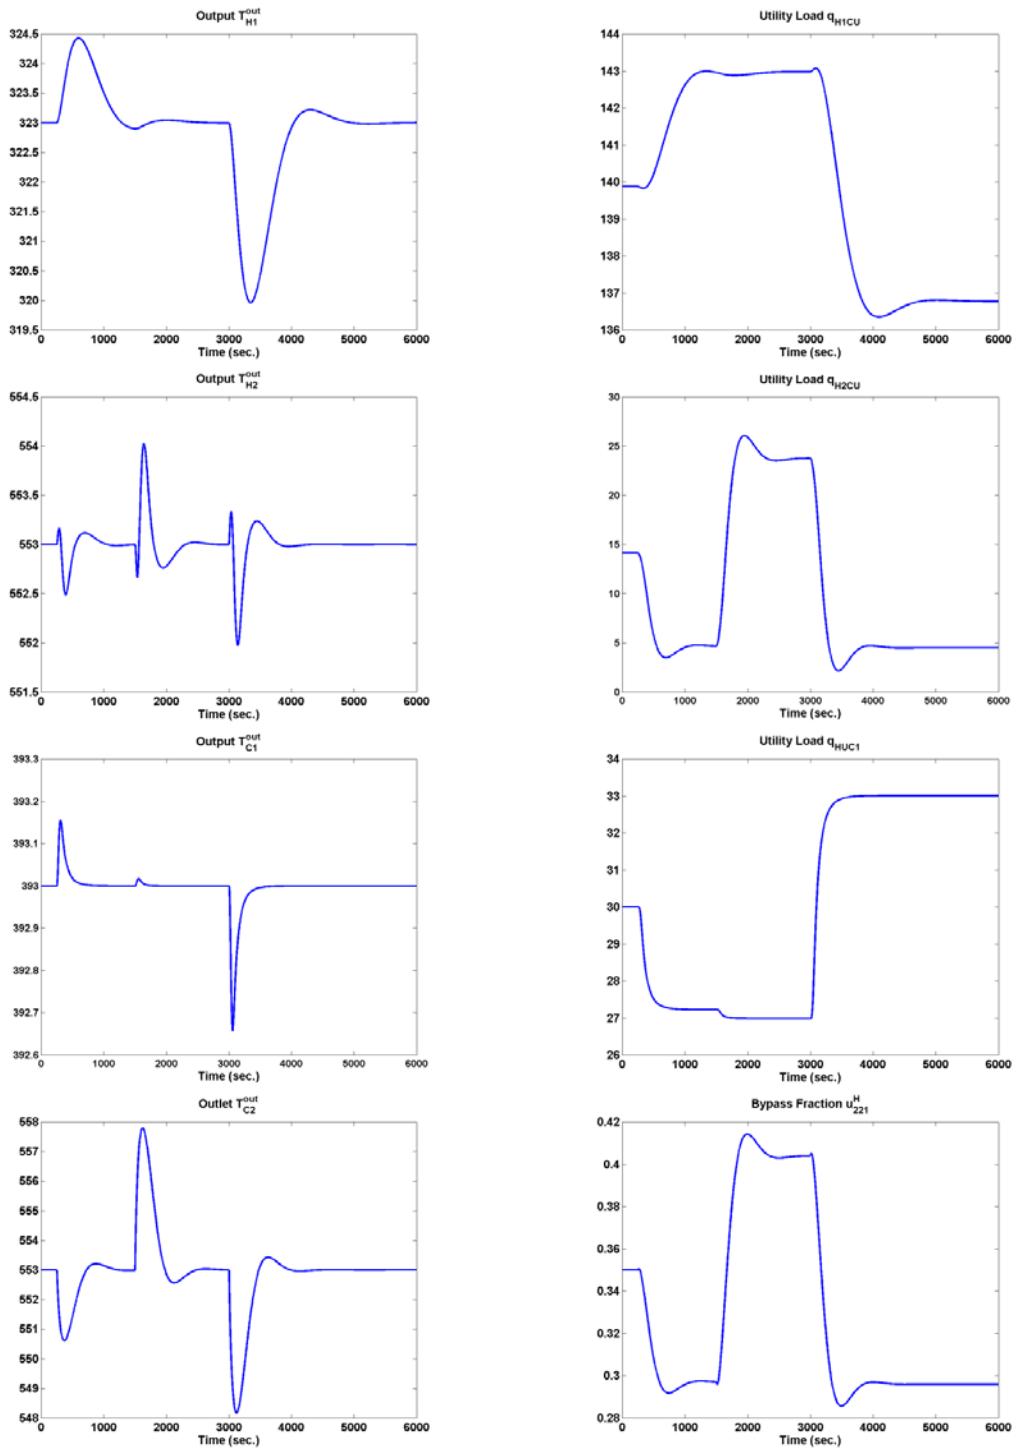 Output T_H1^out
324.5
324
323.5
323
322.5
322
321.5
321
320.5
320
319.5
0 1000 2000 3000 4000 5000 6000
Time (sec.)
Utility Load q_H1CU
144
143
142
141
140
139
138
137
136
0 1000 2000 3000 4000 5000 6000
Time (sec.)
Output T_H2^out
554.5
554
553.5
553
552.5
552
551.5
0 1000 2000 3000 4000 5000 6000
Time (sec.)
Utility Load q_H2CU
30
25
20
15
10
5
0
0 1000 2000 3000 4000 5000 6000
Time (sec.)
Output T_C1^out
393.3
393.2
393.1
393
392.9
392.8
392.7
392.6
0 1000 2000 3000 4000 5000 6000
Time (sec.)
Utility Load q_HUC1
34
33
32
31
30
29
28
27
26
0 1000 2000 3000 4000 5000 6000
Time (sec.)
Outlet T_C2^out
558
557
556
555
554
553
552
551
550
549
548
0 1000 2000 3000 4000 5000 6000
Time (sec.)
Bypass Fraction u_221^H
0.42
0.4
0.38
0.36
0.34
0.32
0.3
0.28
0 1000 2000 3000 4000 5000 6000
Time (sec.)